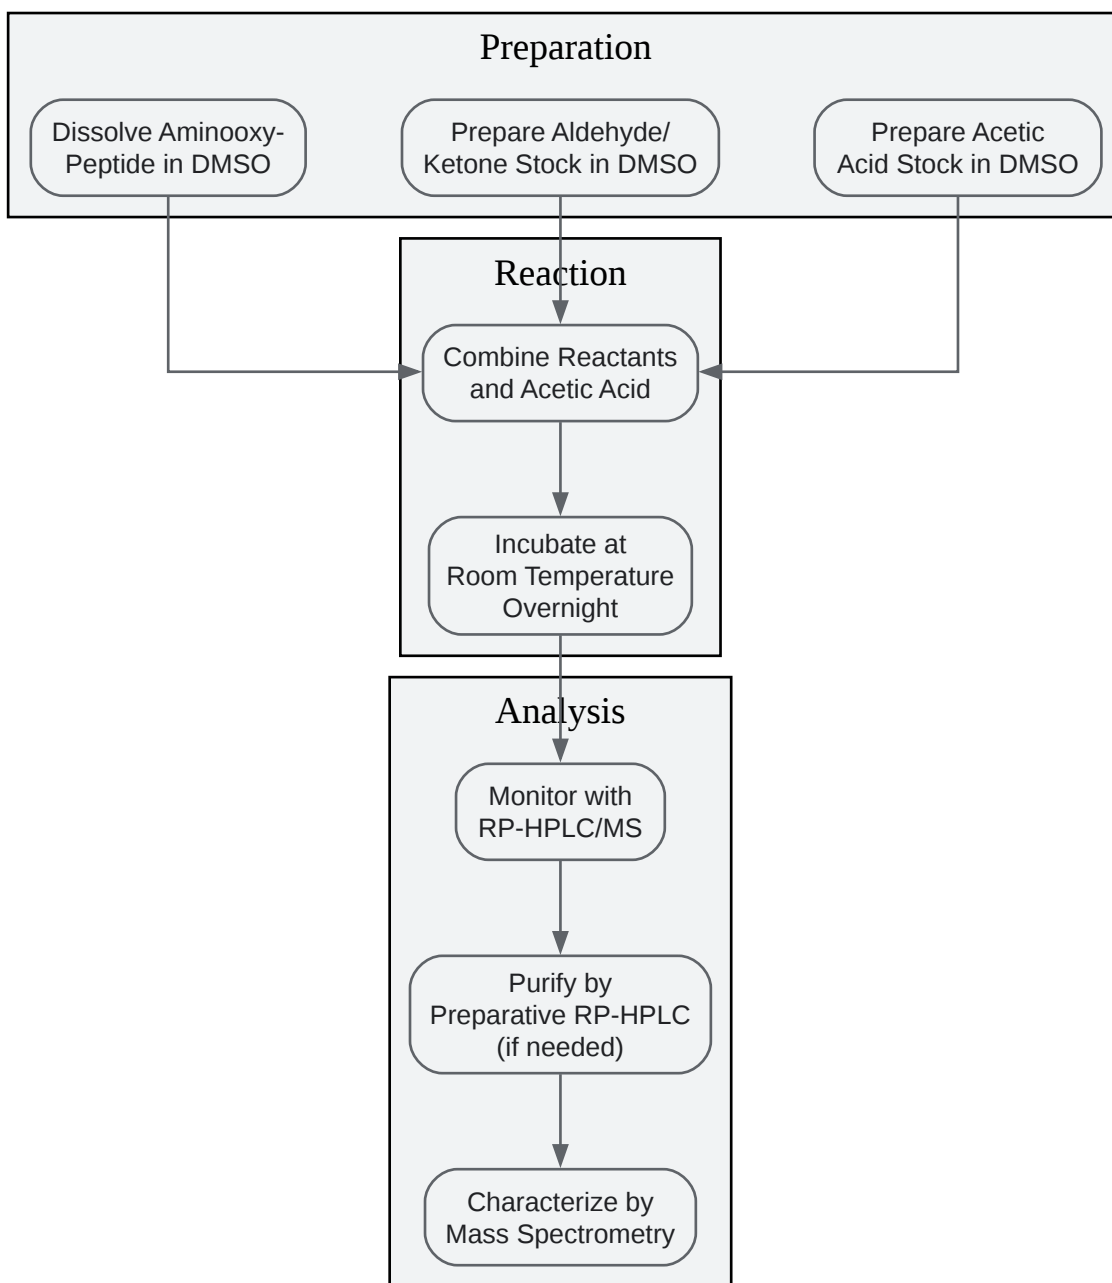 Preparation
Dissolve Aminooxy-
Peptide in DMSO
Prepare Aldehyde/
Ketone Stock in DMSO
Prepare Acetic
Acid Stock in DMSO
Reaction
Combine Reactants
and Acetic Acid
Incubate at
Room Temperature
Overnight
Analysis
Monitor with
RP-HPLC/MS
Purify by
Preparative RP-HPLC
(if needed)
Characterize by
Mass Spectrometry